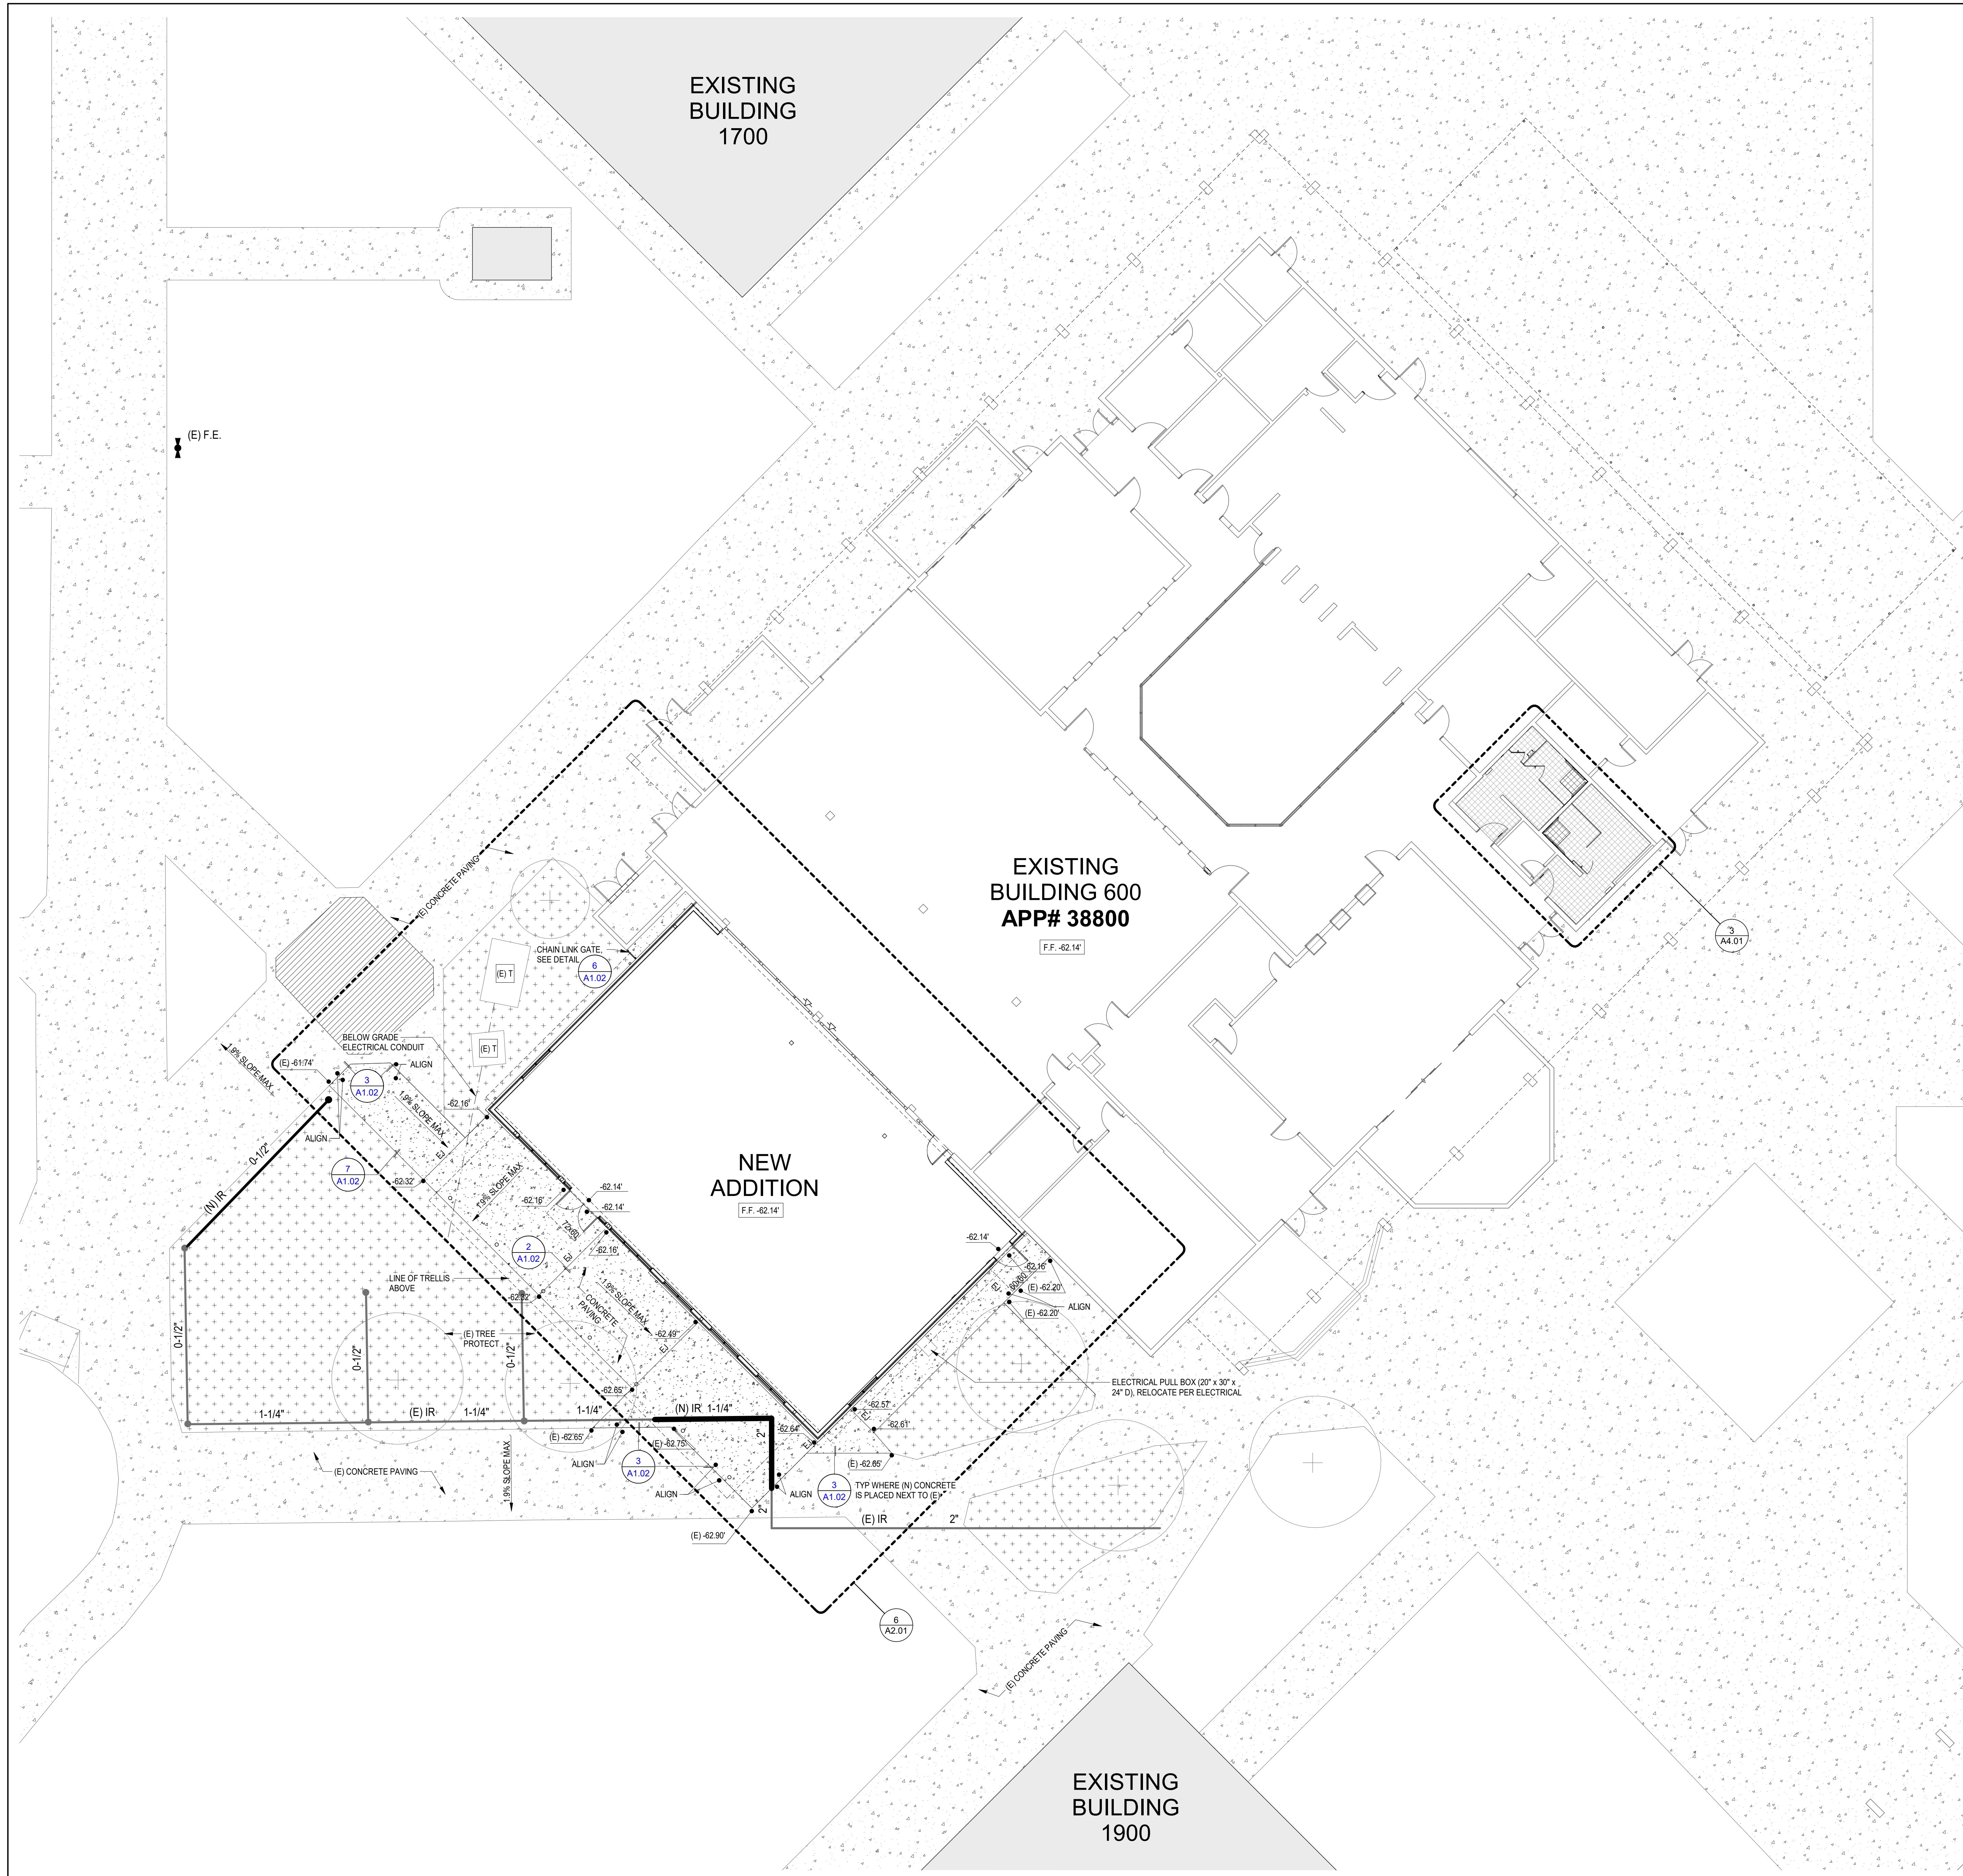 EXISTING
BUILDING
1700
(E) F.E.
(E) CONCRETE PAVING
EXISTING
BUILDING 600
APP# 38800
F.F. -62.14'
3
A4.01
CHAIN LINK GATE,
SEE DETAIL
6
A1.02
(E) T
(E) T
BELOW GRADE
ELECTRICAL CONDUIT
1.9% SLOPE MAX
(E) -61.74'
ALIGN
3
A1.02
1.9% SLOPE MAX
-62.16'
ALIGN
0-1/2"
(N) IR
EJ
7
A1.02
-62.32'
1.9% SLOPE MAX
-62.16'
-62.14'
-62.14'
72x80
-62.16'
EJ
2
A1.02
NEW
ADDITION
F.F. -62.14'
-62.14'
-62.16'
60x80
EJ
(E) -62.20'
ALIGN
(E) -62.20'
LINE OF TRELLIS
ABOVE
-62.32'
1.9% SLOPE MAX
CONCRETE
PAVING
(E) TREE
PROTECT
-62.49'
EJ
0-1/2"
0-1/2"
0-1/2"
-62.65'
ELECTRICAL PULL BOX (20" x 30" x
24" D), RELOCATE PER ELECTRICAL
1-1/4"
(E) IR
1-1/4"
1-1/4"
(N) IR
1-1/4"
-62.57'
EJ
-62.61'
-62.64'
EJ
2"
(E) -62.65'
(E) -62.75'
(E) -62.65'
ALIGN
3
A1.02
(E) CONCRETE PAVING
1.9% SLOPE MAX
ALIGN
ALIGN
3
A1.02
TYP WHERE (N) CONCRETE
IS PLACED NEXT TO (E)
2"
(E) IR
2"
(E) -62.90'
6
A2.01
(E) CONCRETE PAVING
EXISTING
BUILDING
1900